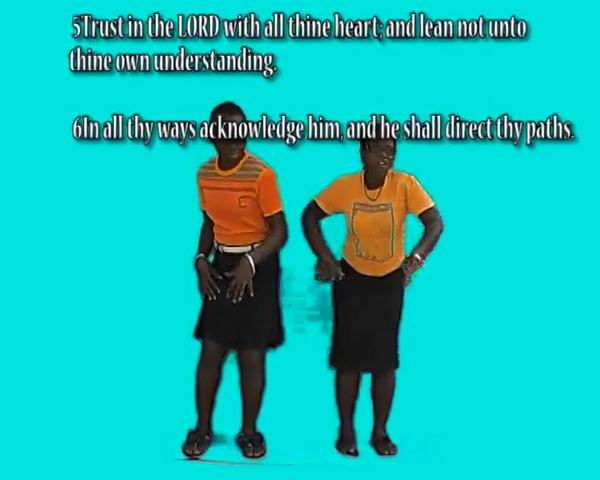 5Trust in the LORD with all thine heart; and lean not unto
thine own understanding.
6In all thy ways acknowledge him, and he shall direct thy paths.